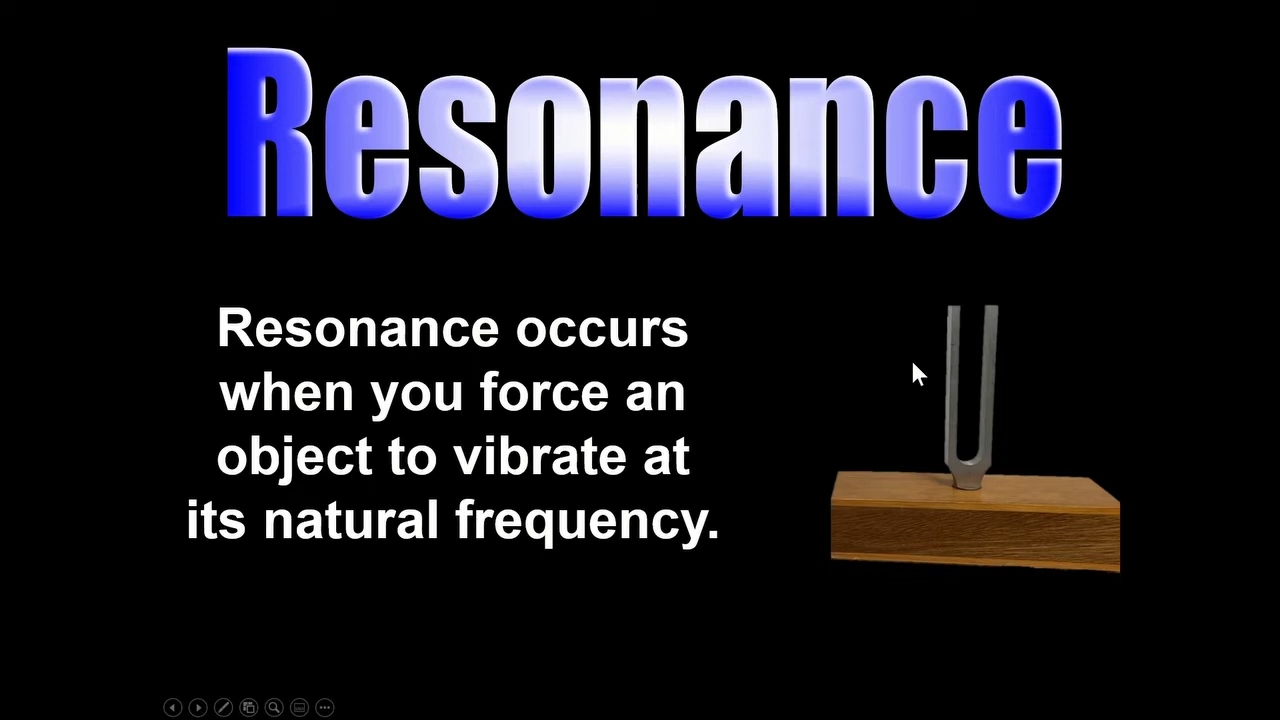 Resonance
Resonance occurs
when you force an
object to vibrate at
its natural frequency.